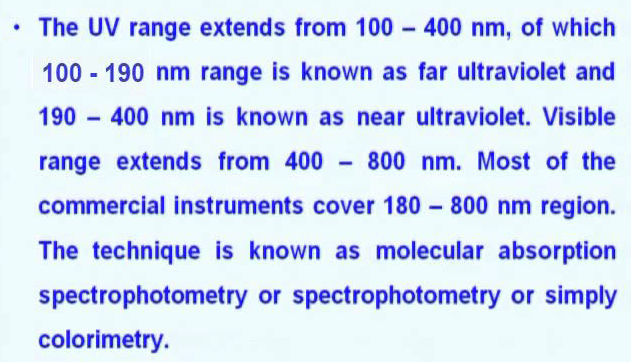 • The UV range extends from 100 – 400 nm, of which
100 - 190 nm range is known as far ultraviolet and
190 – 400 nm is known as near ultraviolet. Visible
range extends from 400 – 800 nm. Most of the
commercial instruments cover 180 – 800 nm region.
The technique is known as molecular absorption
spectrophotometry or spectrophotometry or simply
colorimetry.